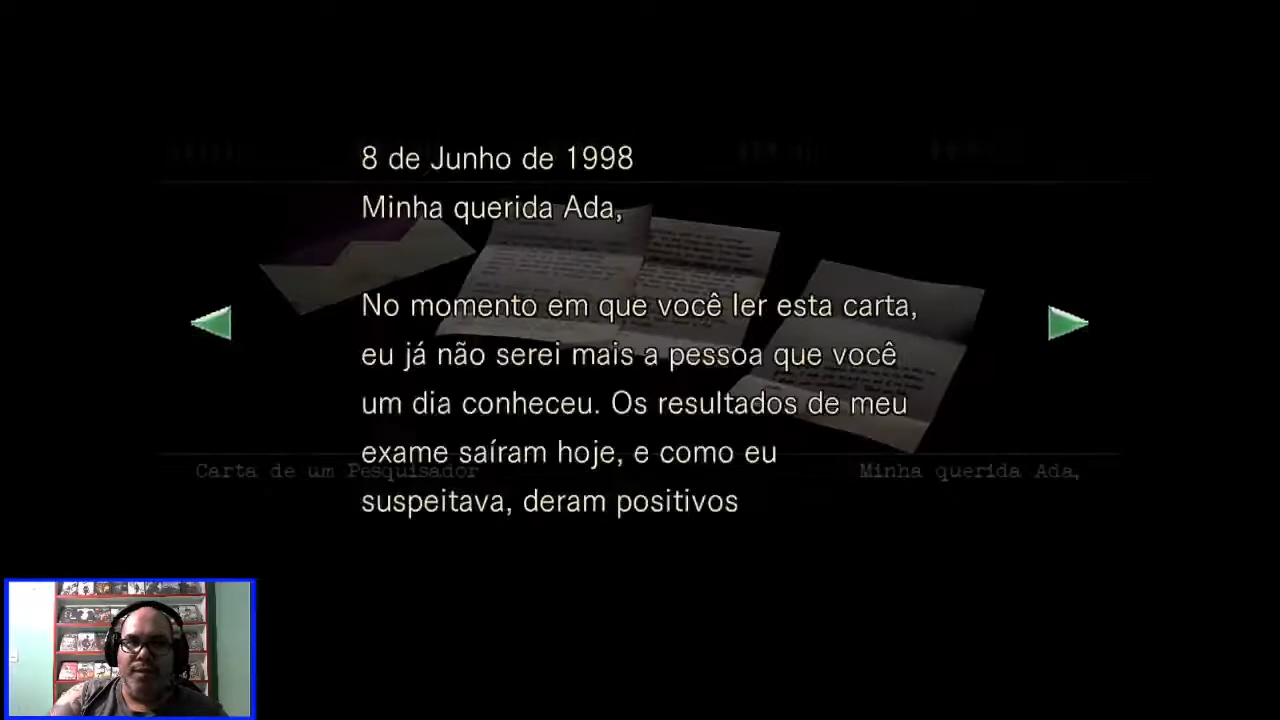 8 de Junho de 1998
Minha querida Ada,
No momento em que você ler esta carta,
eu já não serei mais a pessoa que você
um dia conheceu. Os resultados de meu
exame saíram hoje, e como eu
suspeitava, deram positivos
Carta de um Pesquisador
Minha querida Ada,